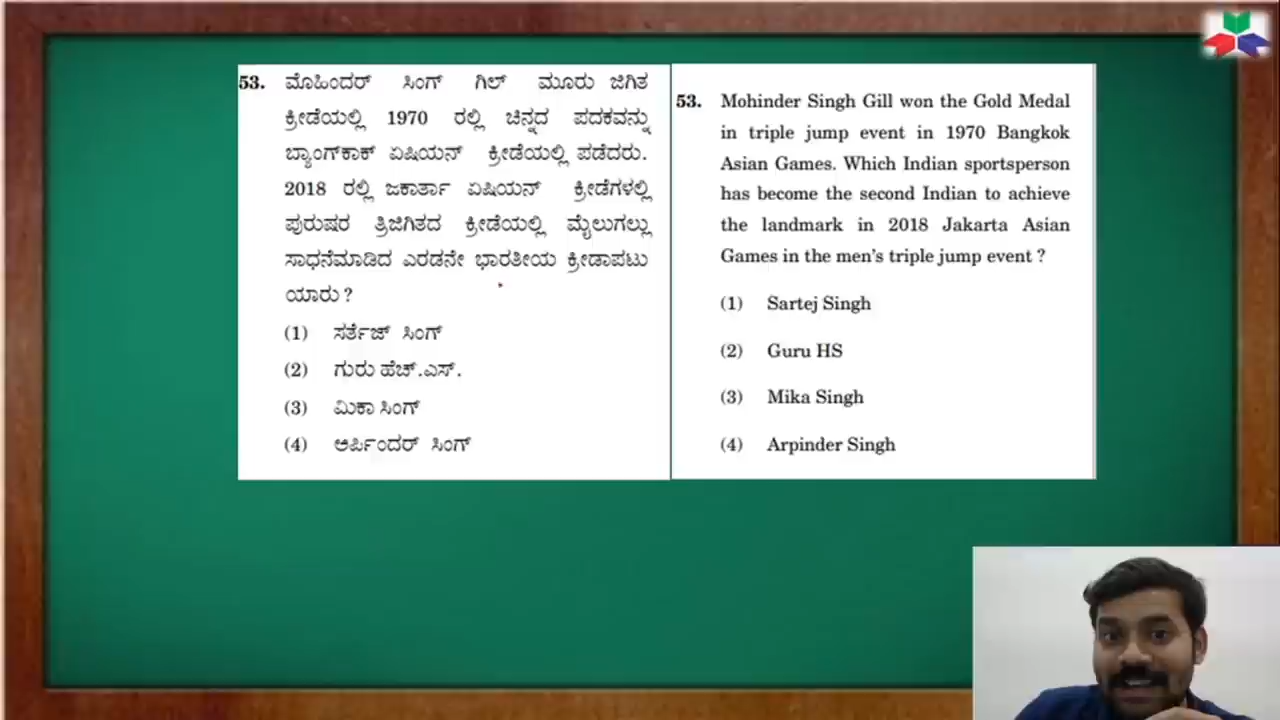 53. ಮೊಹಿಂದರ್ ಸಿಂಗ್ ಗಿಲ್ ಮೂರು ಜಿಗಿತ
ಕ್ರೀಡೆಯಲ್ಲಿ 1970 ರಲ್ಲಿ ಚಿನ್ನದ ಪದಕವನ್ನು
ಬ್ಯಾಂಗ್‌ಕಾಕ್ ಏಷಿಯನ್ ಕ್ರೀಡೆಯಲ್ಲಿ ಪಡೆದರು.
2018 ರಲ್ಲಿ ಜಕಾರ್ತಾ ಏಷಿಯನ್ ಕ್ರೀಡೆಗಳಲ್ಲಿ
ಪುರುಷರ ತ್ರಿಜಿಗಿತದ ಕ್ರೀಡೆಯಲ್ಲಿ ಮೈಲುಗಲ್ಲು
ಸಾಧನೆಮಾಡಿದ ಎರಡನೇ ಭಾರತೀಯ ಕ್ರೀಡಾಪಟು
ಯಾರು ?
(1) ಸರ್ತೆಜ್ ಸಿಂಗ್
(2) ಗುರು ಹೆಚ್.ಎಸ್.
(3) ಮಿಕಾ ಸಿಂಗ್
(4) ಅರ್ಪಿಂದರ್ ಸಿಂಗ್
53. Mohinder Singh Gill won the Gold Medal
in triple jump event in 1970 Bangkok
Asian Games. Which Indian sportsperson
has become the second Indian to achieve
the landmark in 2018 Jakarta Asian
Games in the men's triple jump event ?
(1) Sartej Singh
(2) Guru HS
(3) Mika Singh
(4) Arpinder Singh